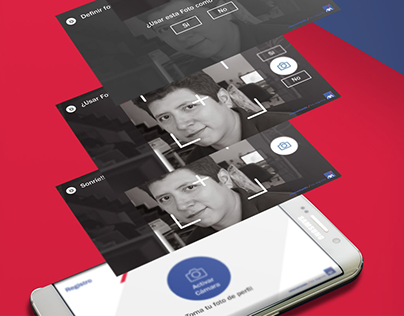 Definir fo
¿Usar esta Foto como
Si
No
¿Usar Fo
Si
No
Sonrie!!
Registro
Activar
Cámara
Toma tu foto de perfil